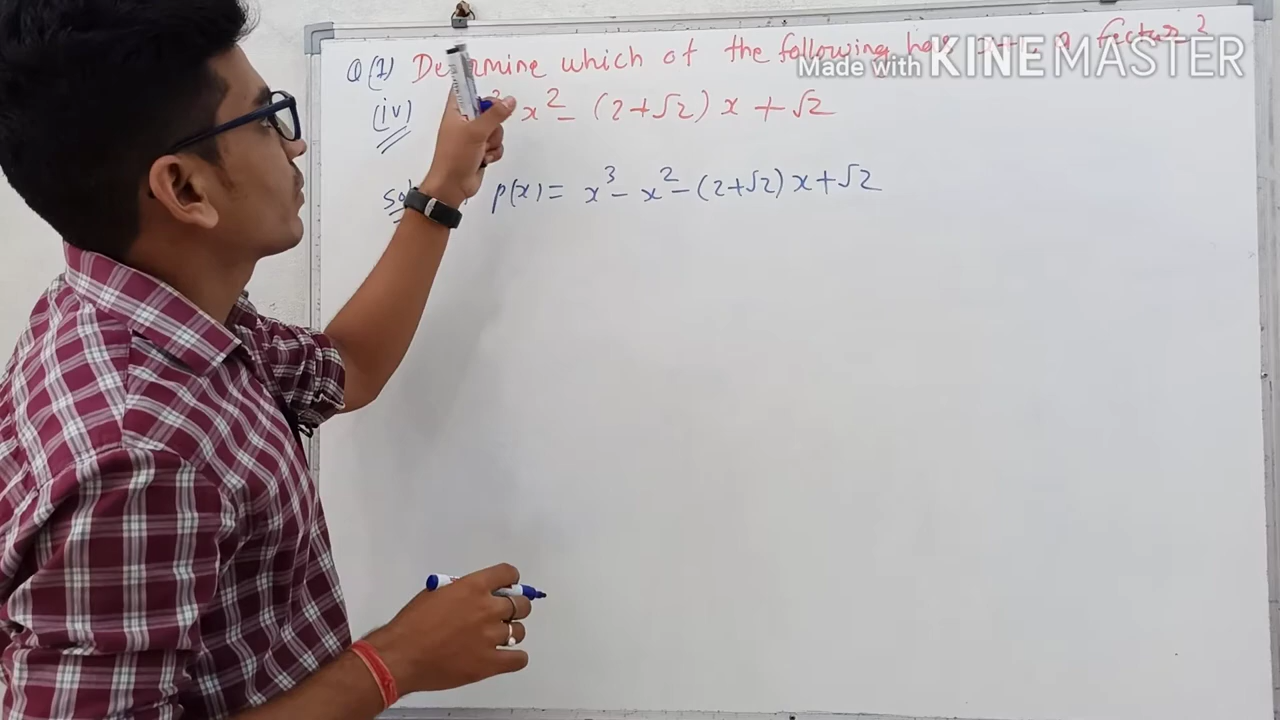 Q(1) Determine which of the following has a factor ?
Made with KINEMASTER
(iv) x² - (2+√2) x + √2
p(x) = x³ - x² - (2+√2) x + √2